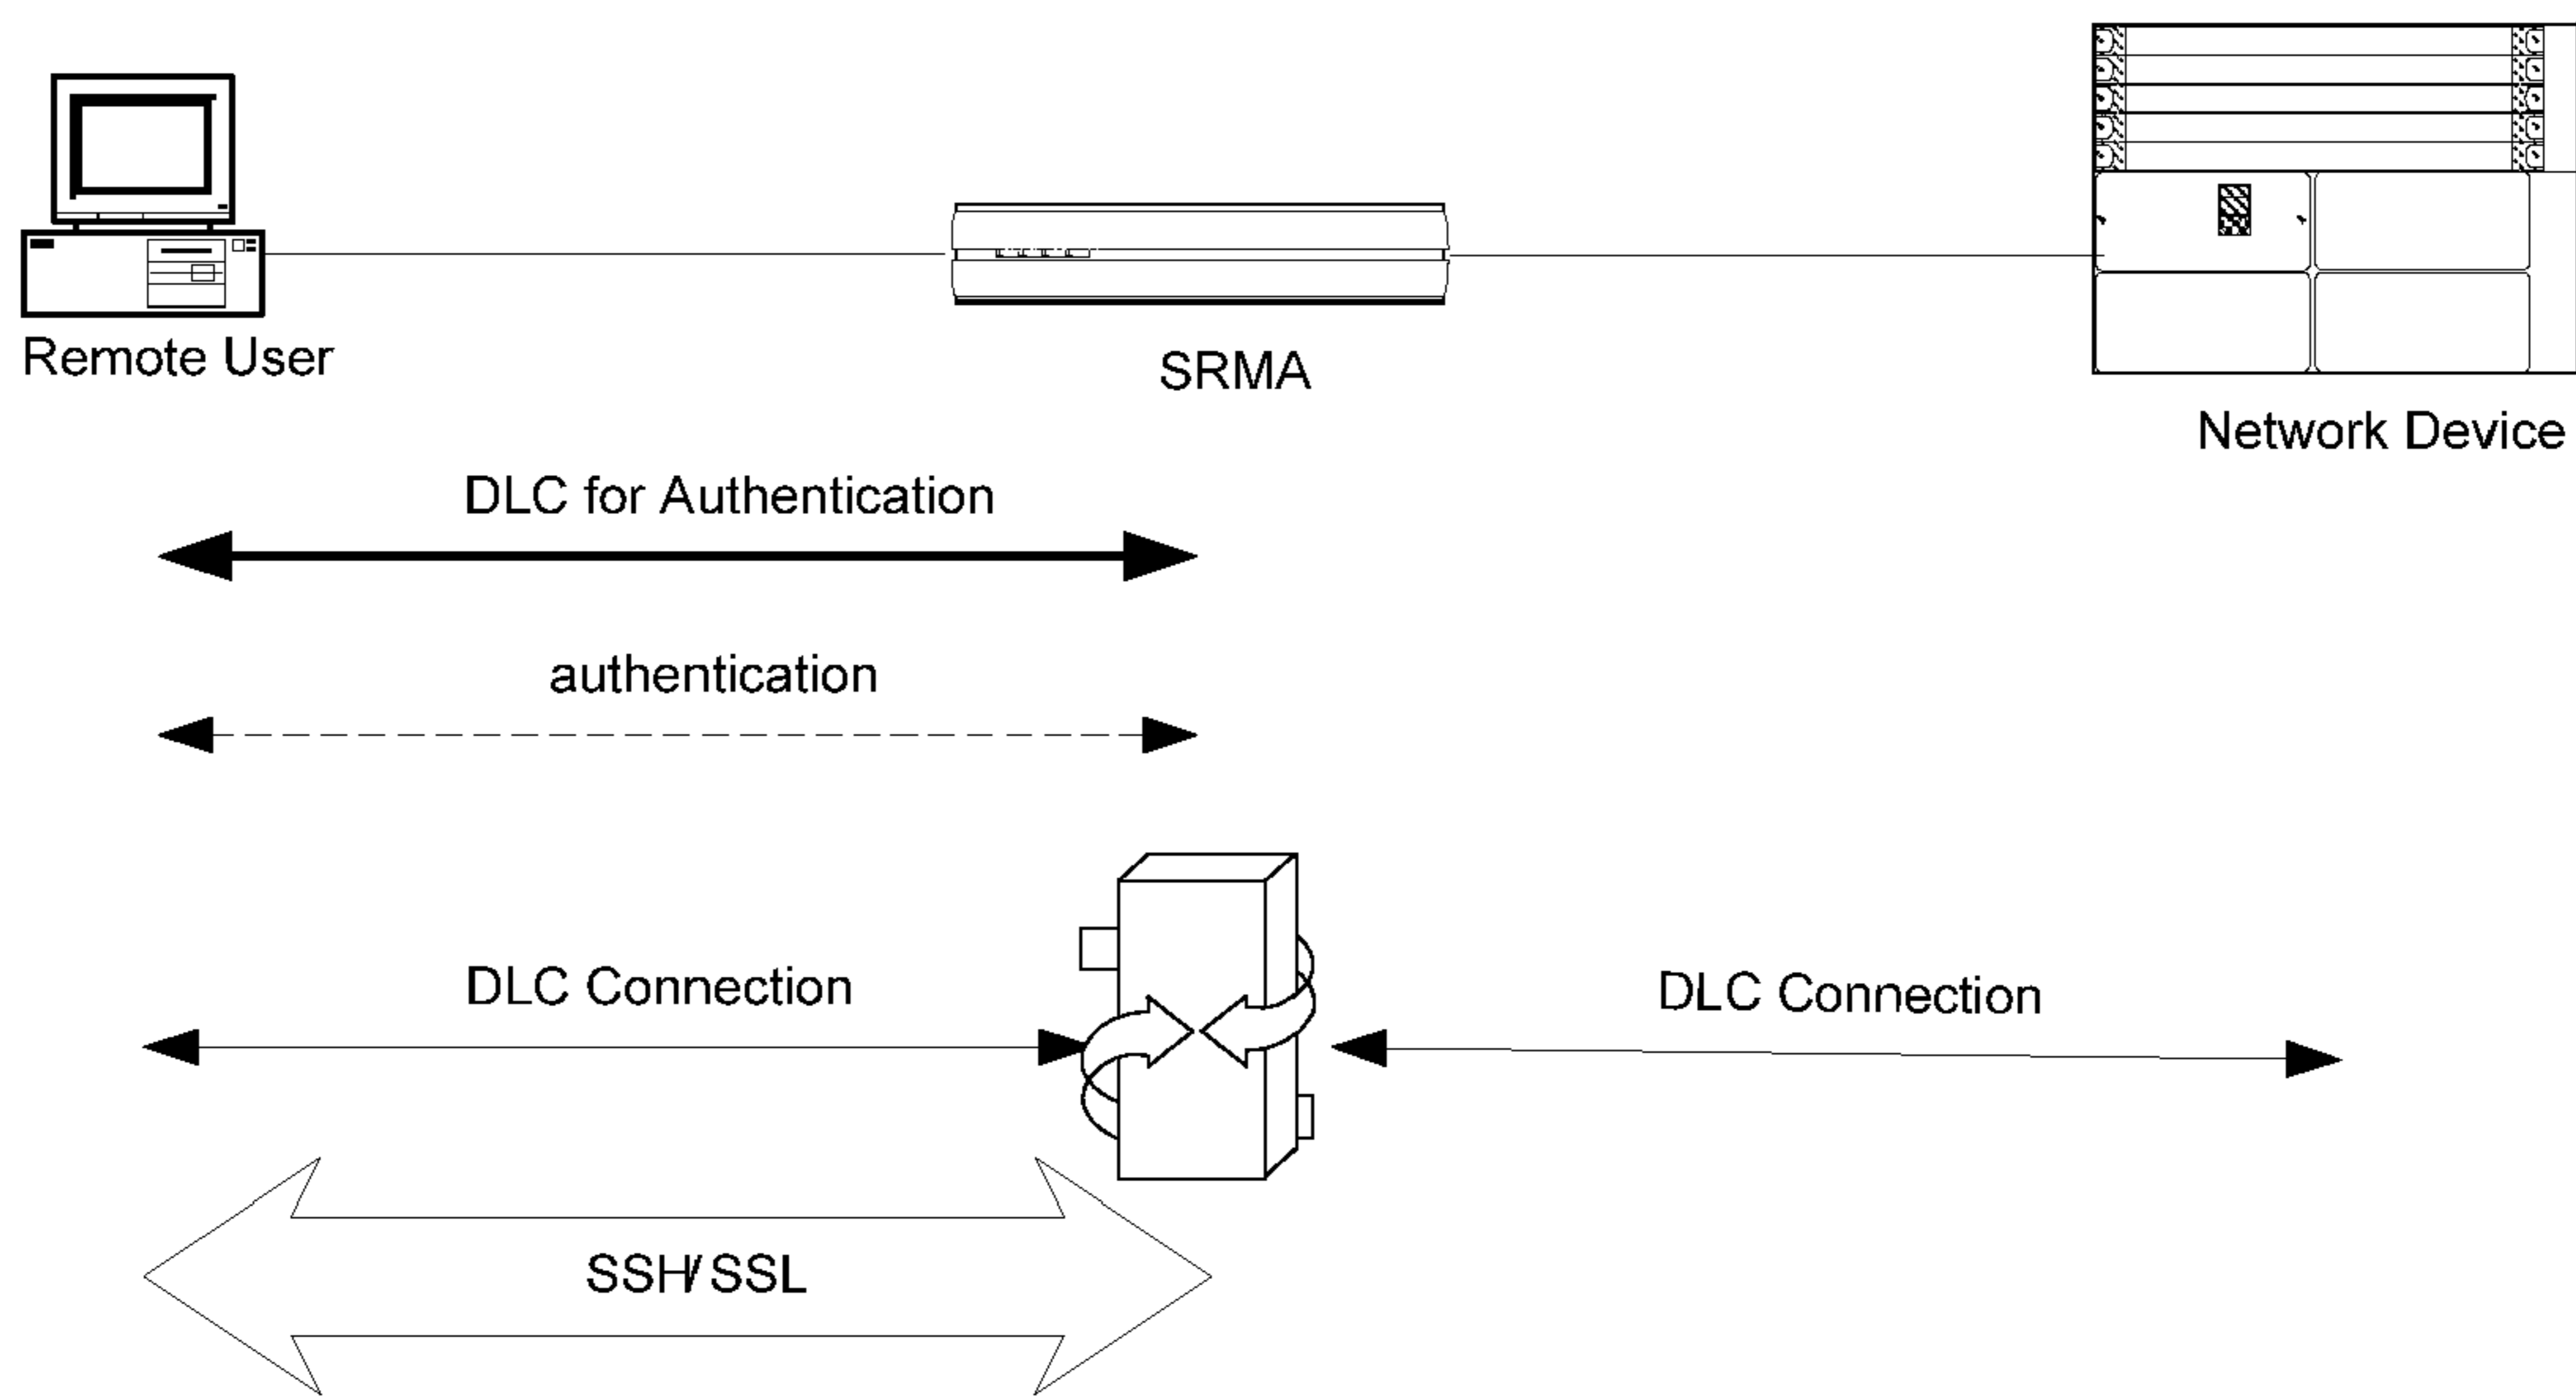 Remote User
SRMA
Network Device
DLC for Authentication
authentication
DLC Connection
DLC Connection
SSH/SSL